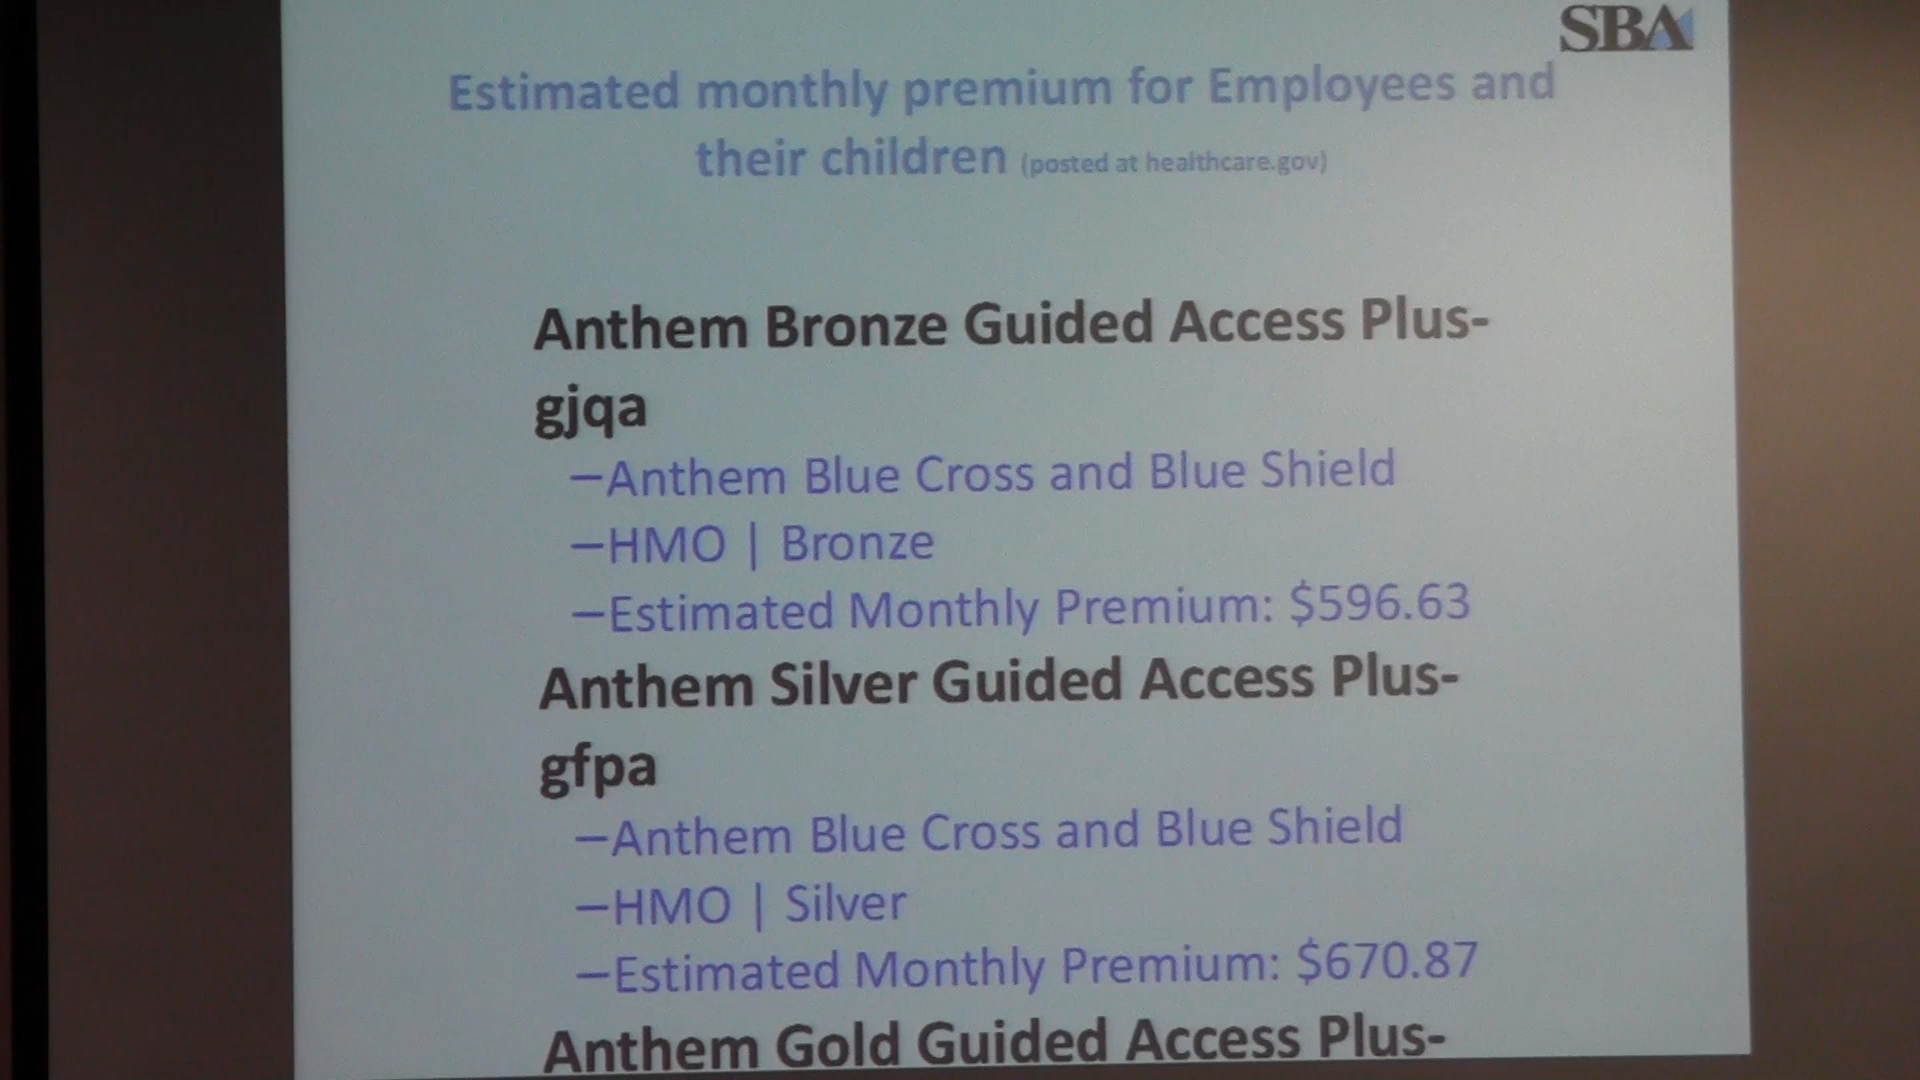 SBA
Estimated monthly premium for Employees and
their children (posted at healthcare.gov)
Anthem Bronze Guided Access Plus-
gjqa
–Anthem Blue Cross and Blue Shield
–HMO | Bronze
–Estimated Monthly Premium: $596.63
Anthem Silver Guided Access Plus-
gfpa
–Anthem Blue Cross and Blue Shield
–HMO | Silver
–Estimated Monthly Premium: $670.87
Anthem Gold Guided Access Plus-